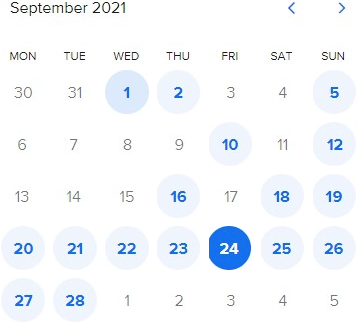 September 2021
MON TUE WED THU FRI SAT SUN
30 31 1 2 3 4 5
6 7 8 9 10 11 12
13 14 15 16 17 18 19
20 21 22 23 24 25 26
27 28 1 2 3 4 5